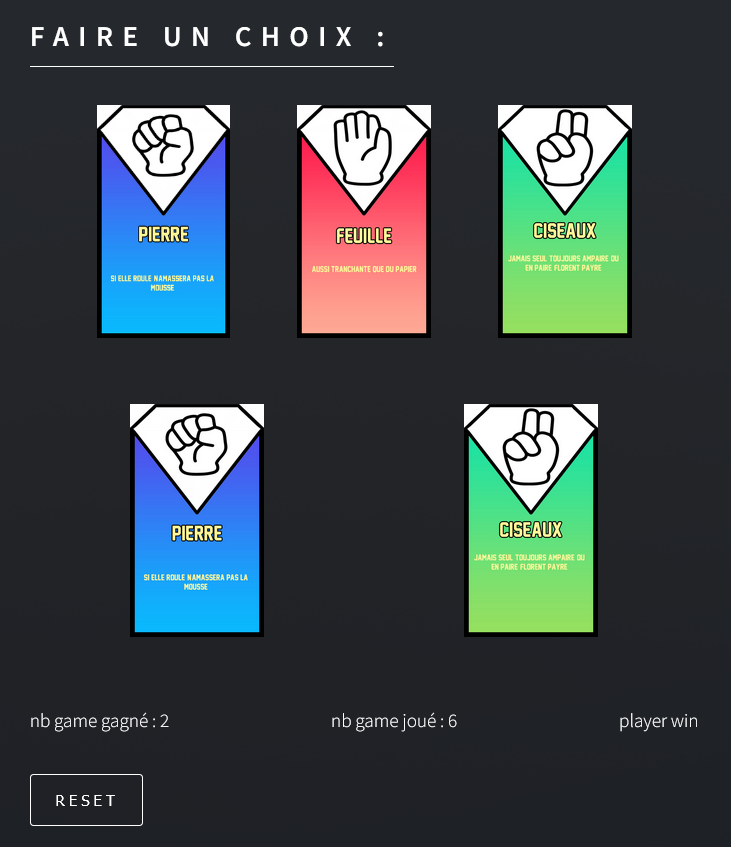 FAIRE UN CHOIX :
PIERRE
SI ELLE ROULE NAMASSERA PAS LA
MOUSSE
FEUILLE
AUSSI TRANCHANTE QUE DU PAPIER
CISEAUX
JAMAIS SEUL TOUJOURS AMPAIRE OU
EN PAIRE FLORENT PAYRE
PIERRE
SI ELLE ROULE NAMASSERA PAS LA
MOUSSE
CISEAUX
JAMAIS SEUL TOUJOURS AMPAIRE OU
EN PAIRE FLORENT PAYRE
nb game gagné : 2
nb game joué : 6
player win
RESET